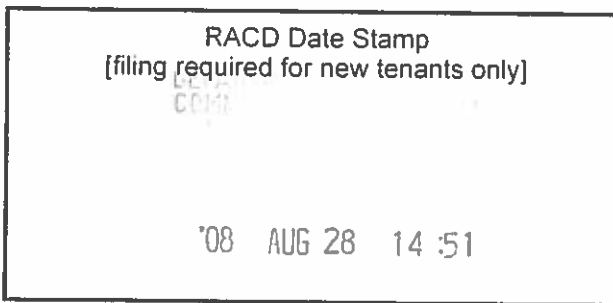 RACD Date Stamp
[filing required for new tenants only]
'08 AUG 28 14:51